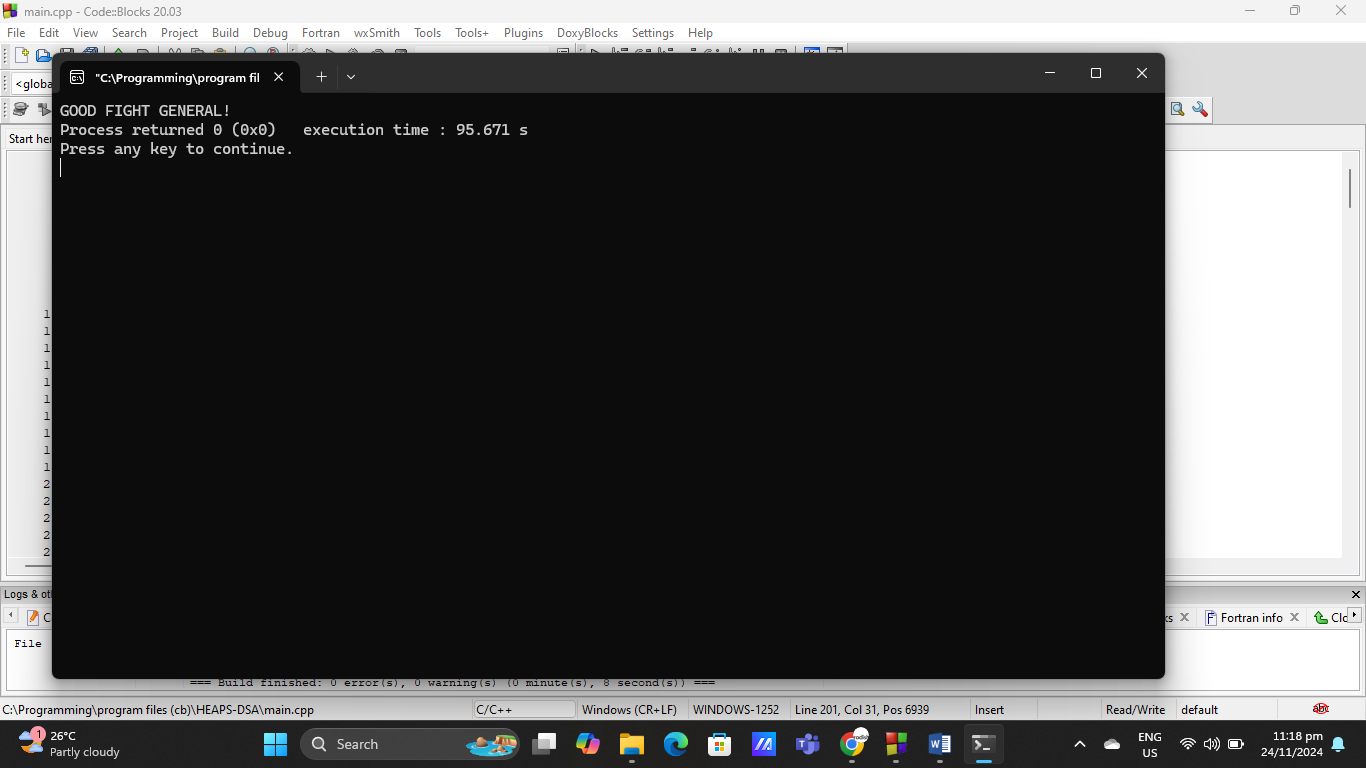 main.cpp - Code::Blocks 20.03
File Edit View Search Project Build Debug Fortran wxSmith Tools Tools+ Plugins DoxyBlocks Settings Help
"C:\Programming\program fil
<globa
GOOD FIGHT GENERAL!
Process returned 0 (0x0)   execution time : 95.671 s
Press any key to continue.
Start her
1
1
1
1
1
1
1
1
1
1
2
2
2
2
2
Logs & ot
Fortran info
File
=== Build finished: 0 error(s), 0 warning(s) (0 minute(s), 8 second(s)) ===
C:\Programming\program files (cb)\HEAPS-DSA\main.cpp C/C++ Windows (CR+LF) WINDOWS-1252 Line 201, Col 31, Pos 6939 Insert Read/Write default
1
26°C
Partly cloudy
Search
ENG
US
11:18 pm
24/11/2024